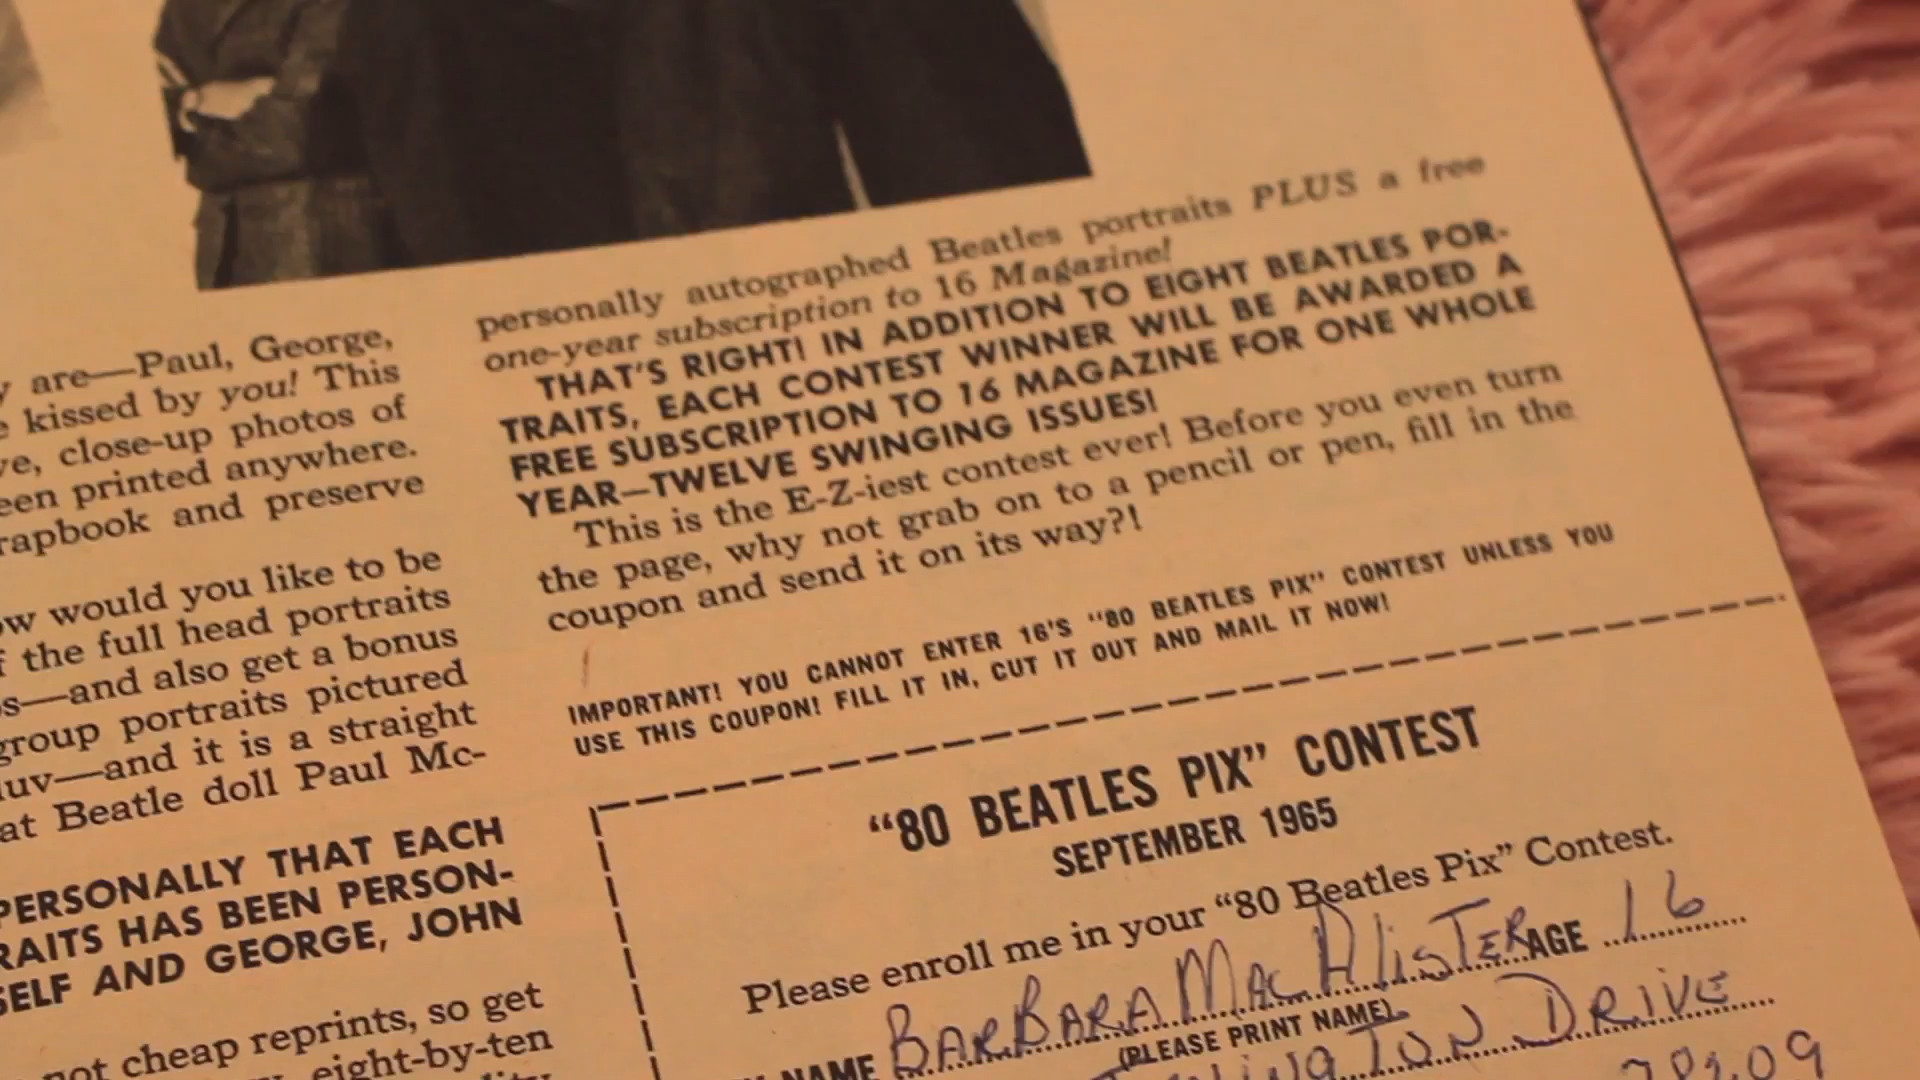 y are—Paul, George,
e kissed by you! This
ve, close-up photos of
een printed anywhere.
rapbook and preserve
ow would you like to be
f the full head portraits
s—and also get a bonus
group portraits pictured
luv—and it is a straight
at Beatle doll Paul Mc-
PERSONALLY THAT EACH
RAITS HAS BEEN PERSON-
SELF AND GEORGE, JOHN
not cheap reprints, so get
eight-by-ten
personally autographed Beatles portraits PLUS a free
one-year subscription to 16 Magazine!
THAT'S RIGHT! IN ADDITION TO EIGHT BEATLES POR-
TRAITS, EACH CONTEST WINNER WILL BE AWARDED A
FREE SUBSCRIPTION TO 16 MAGAZINE FOR ONE WHOLE
YEAR—TWELVE SWINGING ISSUES!
This is the E-Z-iest contest ever! Before you even turn
the page, why not grab on to a pencil or pen, fill in the
coupon and send it on its way?!
IMPORTANT! YOU CANNOT ENTER 16'S "80 BEATLES PIX" CONTEST UNLESS YOU
USE THIS COUPON! FILL IT IN, CUT IT OUT AND MAIL IT NOW!
"80 BEATLES PIX" CONTEST
SEPTEMBER 1965
Please enroll me in your "80 Beatles Pix" Contest.
NAME BARBARA MACALISTER AGE 16
(PLEASE PRINT NAME)
DRIVE